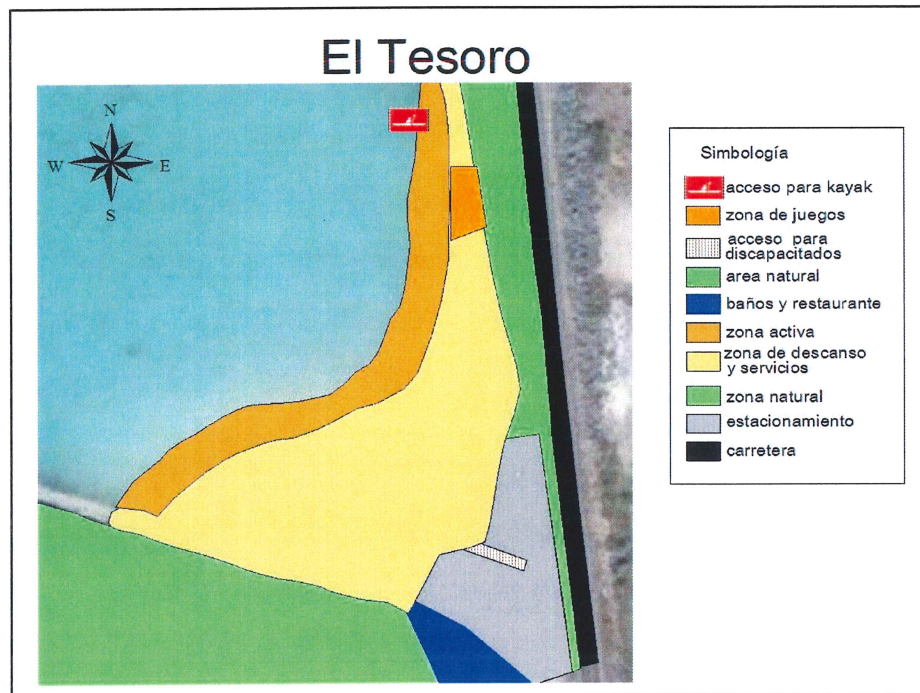 El Tesoro
N
W
E
S
Simbología
acceso para kayak
zona de juegos
acceso para
discapacitados
area natural
baños y restaurante
zona activa
zona de descanso
y servicios
zona natural
estacionamiento
carretera